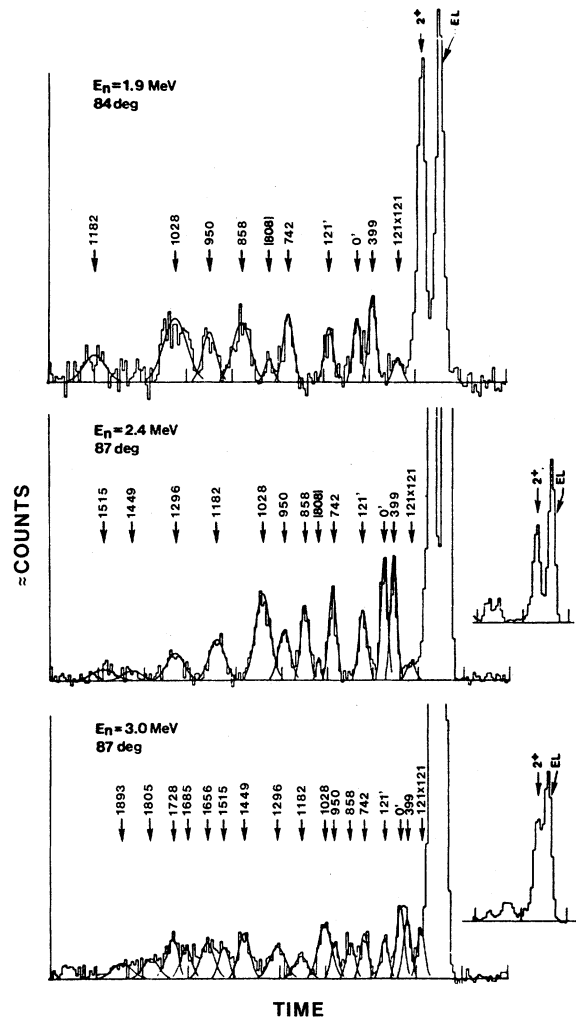 2+ EL
En=1.9 MeV
84 deg
1182 1028 950 858 |808| 742 121' 0' 399 121x121
En=2.4 MeV
87 deg
1515 1449 1296 1182 1028 950 858 |808| 742 121' 0' 399 121x121
2+ EL
≈COUNTS
En=3.0 MeV
87 deg
1893 1805 1728 1685 1656 1515 1449 1296 1182 1028 950 858 742 121' 0' 399 121x121
2+ EL
TIME